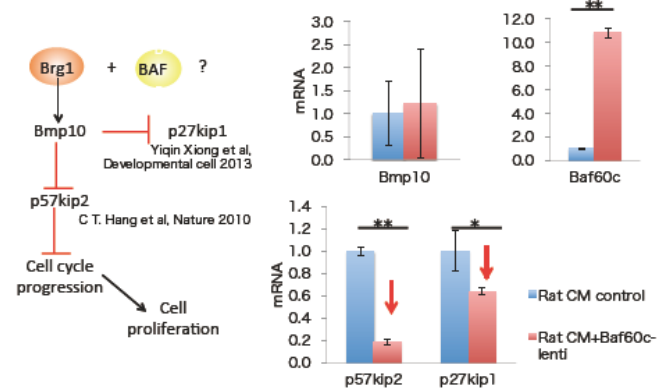 Brg1 + BAF ?
Bmp10
p27kip1
Yiqin Xiong et al,
Developmental cell 2013
p57kip2
C T. Hang et al, Nature 2010
Cell cycle
progression
Cell
proliferation
mRNA
3.0
2.5
2.0
1.5
1.0
0.5
0.0
Bmp10
**
12.0
10.0
8.0
6.0
4.0
2.0
0.0
Baf60c
mRNA
1.4
1.2
1.0
0.8
0.6
0.4
0.2
0.0
** *
p57kip2 p27kip1
Rat CM control
Rat CM+Baf60c-
lenti